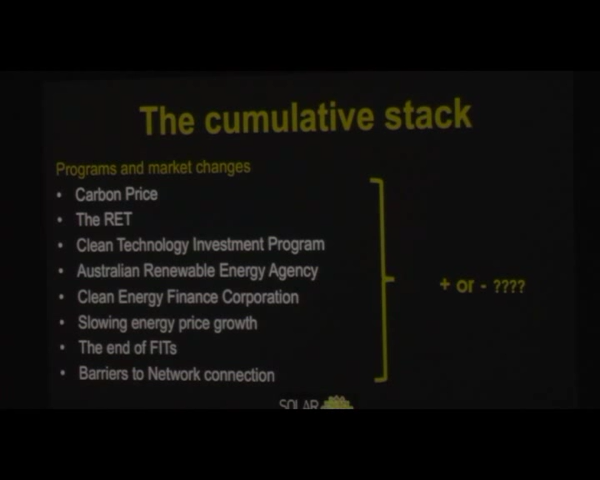 The cumulative stack
Programs and market changes
• Carbon Price
• The RET
• Clean Technology Investment Program
• Australian Renewable Energy Agency
• Clean Energy Finance Corporation
• Slowing energy price growth
• The end of FITs
• Barriers to Network connection
+ or - ????
SOLAR